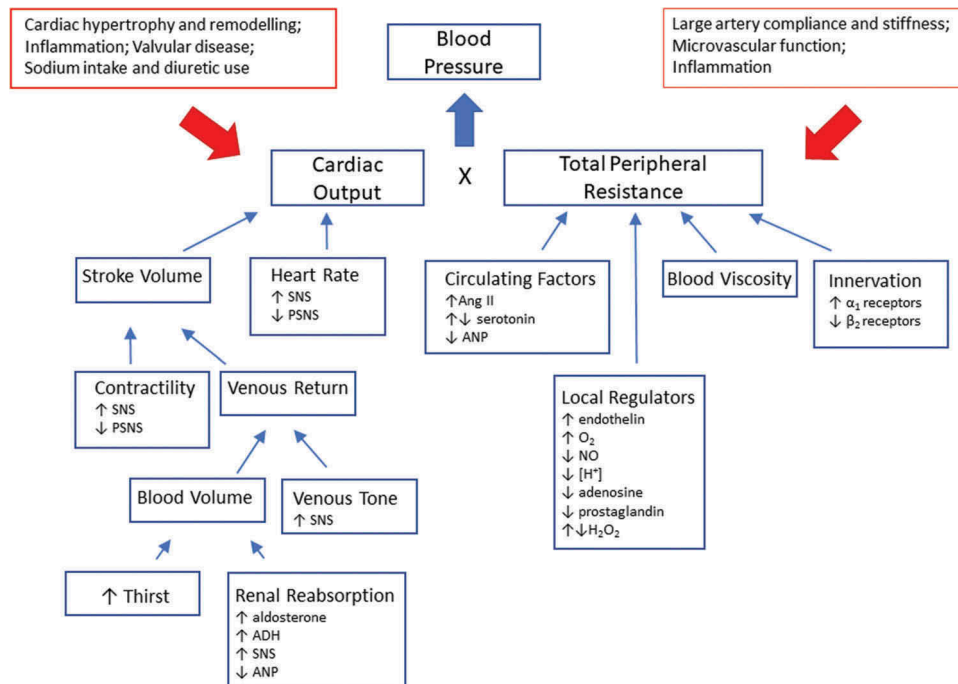 Cardiac hypertrophy and remodelling;
Inflammation; Valvular disease;
Sodium intake and diuretic use
Blood
Pressure
Large artery compliance and stiffness;
Microvascular function;
Inflammation
Cardiac
Output
X
Total Peripheral
Resistance
Stroke Volume
Heart Rate
↑ SNS
↓ PSNS
Circulating Factors
↑Ang II
↑↓ serotonin
↓ ANP
Blood Viscosity
Innervation
↑ α₁ receptors
↓ β₂ receptors
Contractility
↑ SNS
↓ PSNS
Venous Return
Local Regulators
↑ endothelin
↑ O₂
↓ NO
↓ [H⁺]
↓ adenosine
↓ prostaglandin
↑↓H₂O₂
Blood Volume
Venous Tone
↑ SNS
↑ Thirst
Renal Reabsorption
↑ aldosterone
↑ ADH
↑ SNS
↓ ANP